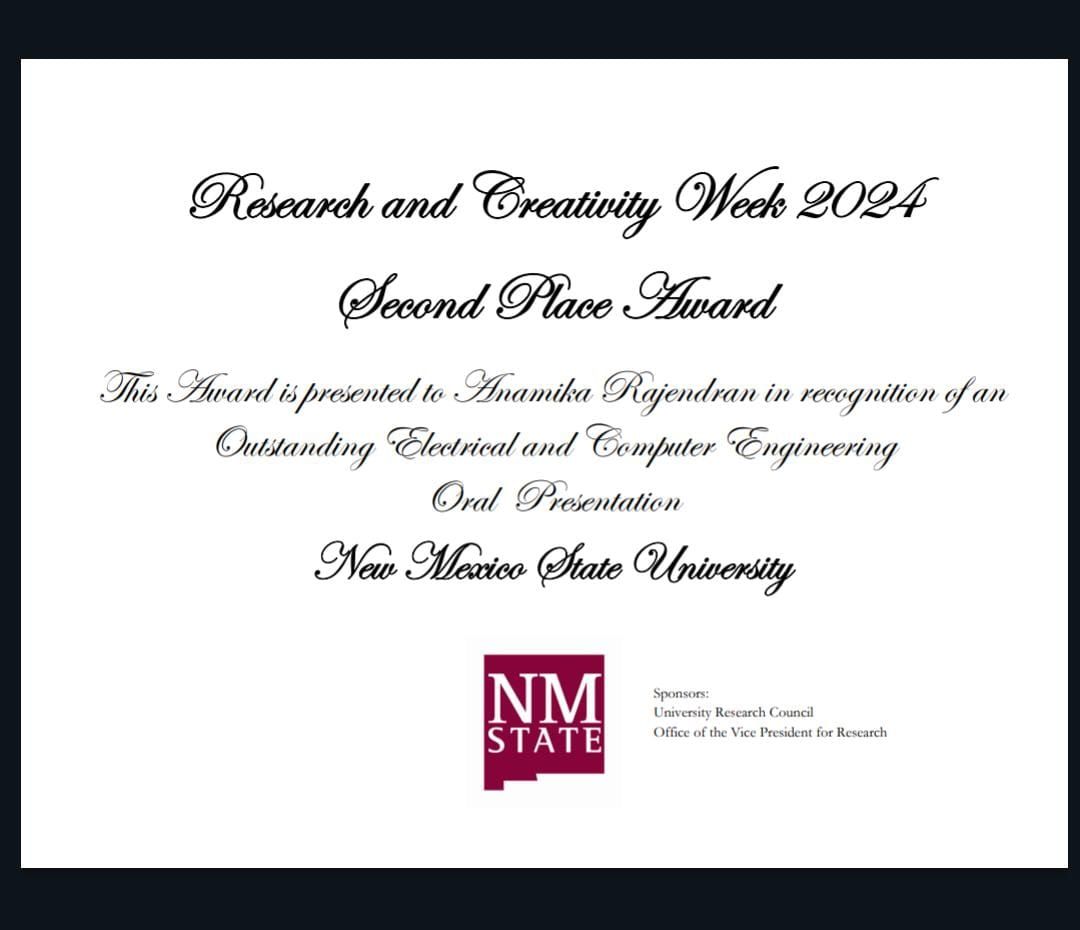 Research and Creativity Week 2024
Second Place Award
This Award is presented to Anamika Rajendran in recognition of an
Outstanding Electrical and Computer Engineering
Oral Presentation
New Mexico State University
NM
STATE
Sponsors:
University Research Council
Office of the Vice President for Research